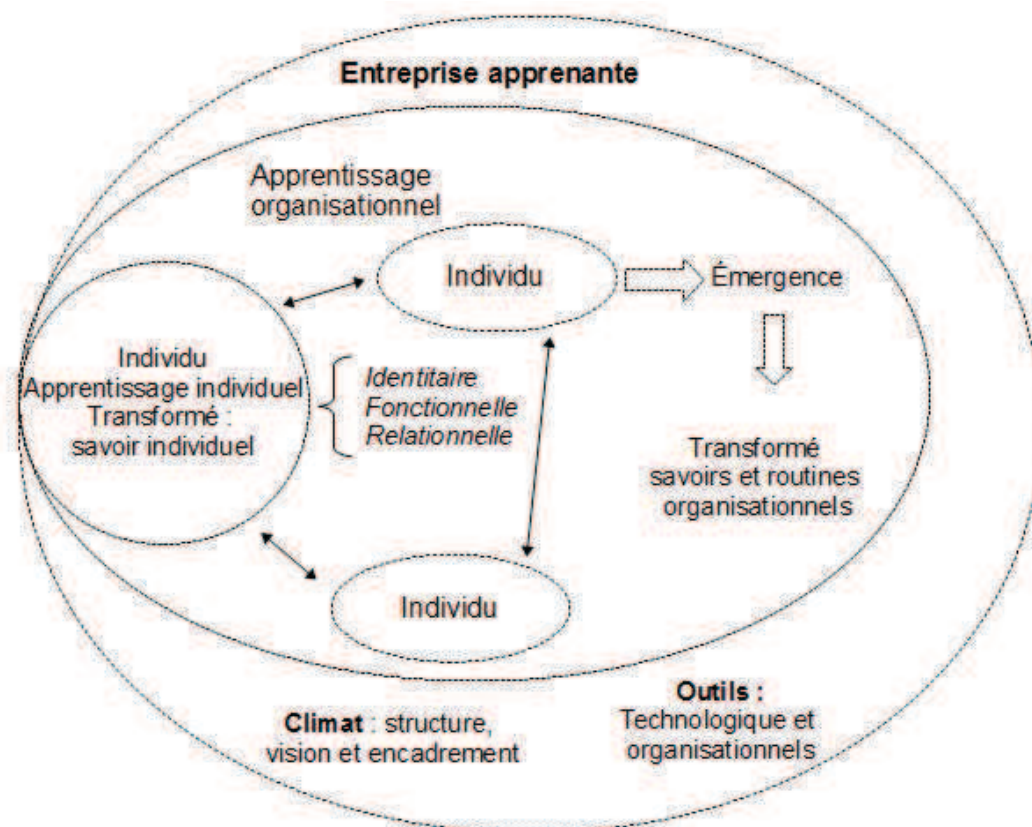 Entreprise apprenante
Apprentissage
organisationnel
Individu
Émergence
Individu
Apprentissage individuel
Transformé :
savoir individuel
Identitaire
Fonctionnelle
Relationnelle
Transformé
savoirs et routines
organisationnels
Individu
Climat : structure,
vision et encadrement
Outils :
Technologique et
organisationnels